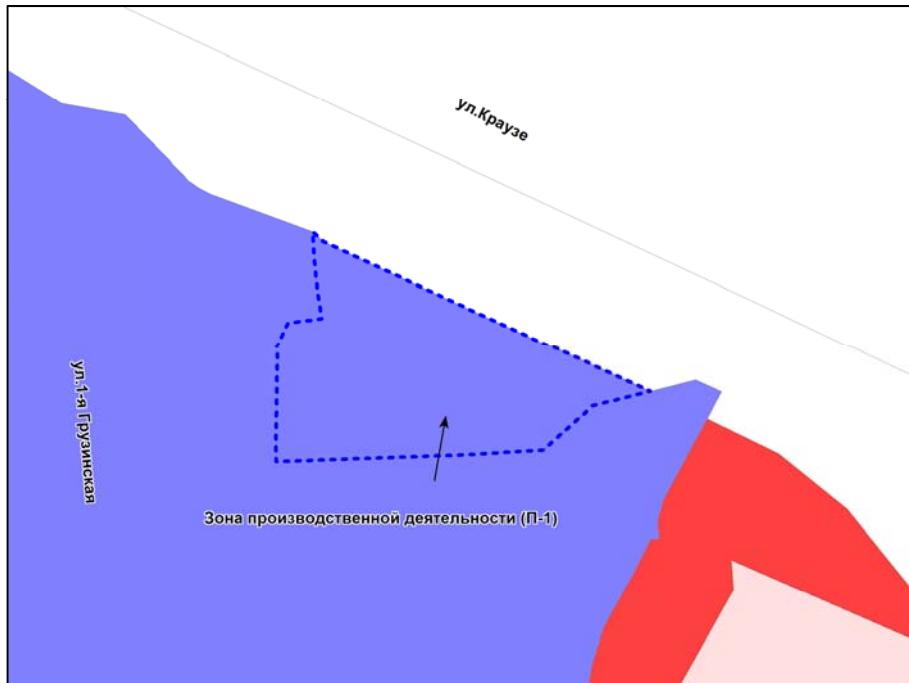 ул.Краузе
ул.1-я Грузинская
Зона производственной деятельности (П-1)